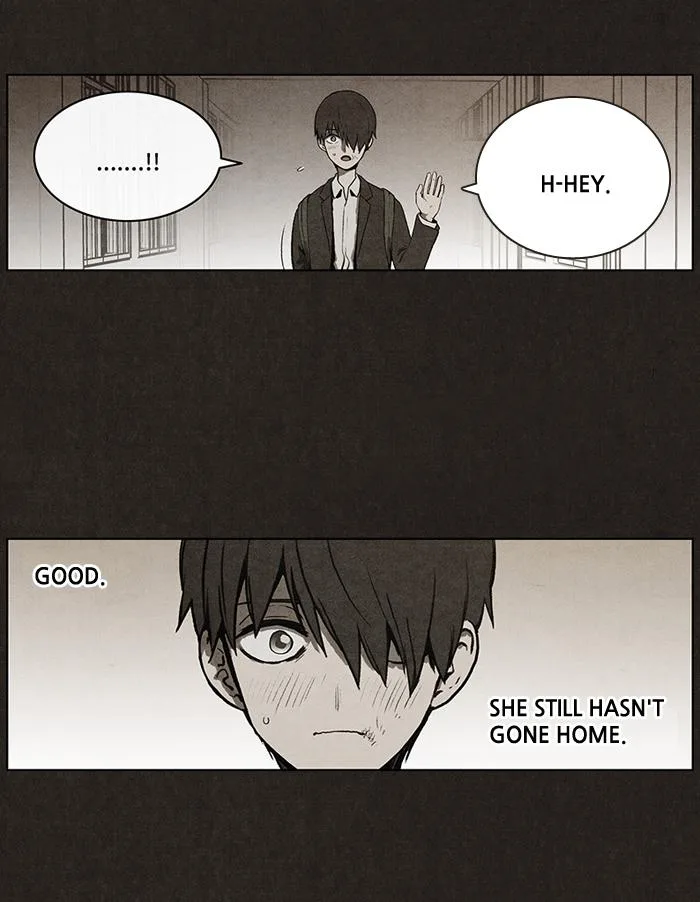 .......!!
H-HEY.
GOOD.
SHE STILL HASN'T
GONE HOME.